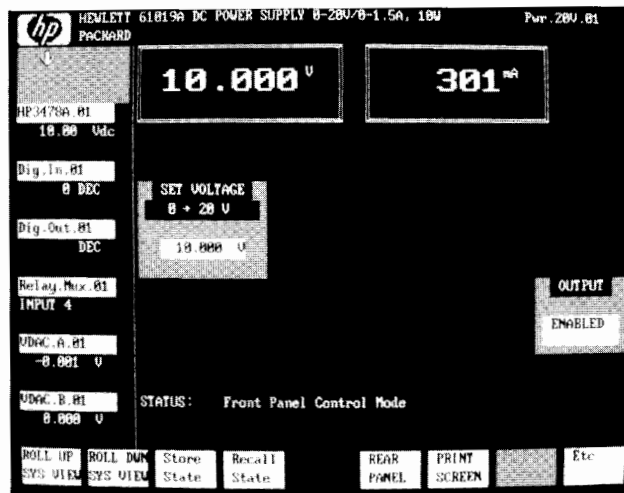 hp HEWLETT PACKARD
61019A DC POWER SUPPLY 0-20V/0-1.5A, 10W
Pwr.20V.01
10.000 V
301 mA
HP3478A.01
10.00 Vdc
Dig.In.01
0 DEC
Dig.Out.01
DEC
Relay.Mux.01
INPUT 4
VDAC.A.01
-0.001 V
VDAC.B.01
0.000 V
SET VOLTAGE
0 → 20 V
10.000 V
OUTPUT
ENABLED
STATUS: Front Panel Control Mode
ROLL UP SYS VIEW
ROLL DWN SYS VIEW
Store State
Recall State
REAR PANEL
PRINT SCREEN
Etc